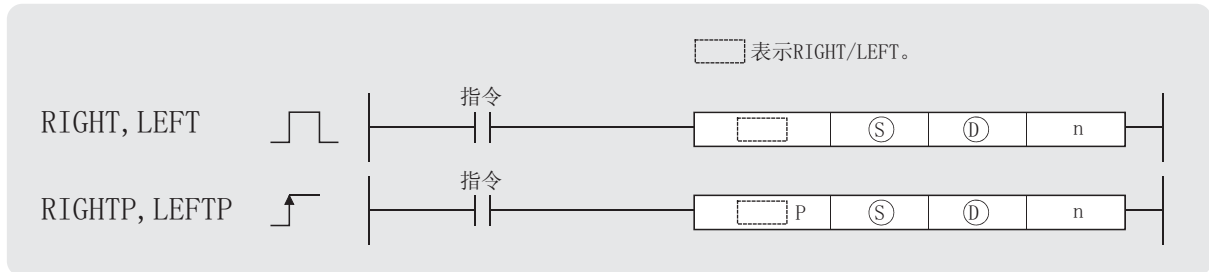 表示RIGHT/LEFT。
指令
RIGHT, LEFT
Ⓢ Ⓓ n
指令
RIGHTP, LEFTP
P Ⓢ Ⓓ n